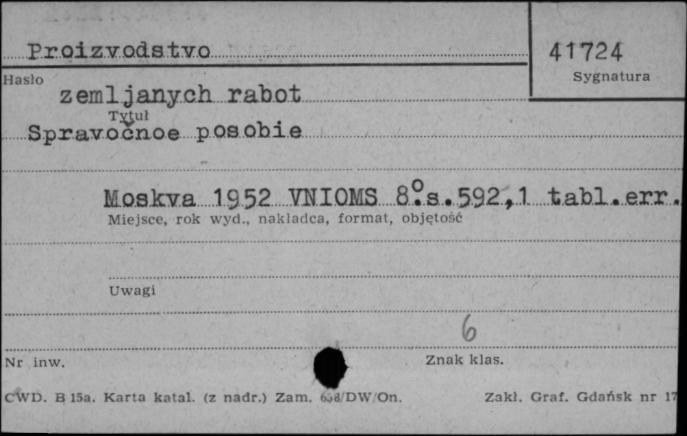 Proizvodstvo
41724
Hasło
Sygnatura
zemljanych rabot
Tytuł
Spravočnoe posobie
Moskva 1952 VNIOMS 8° s.592,1 tabl.err.
Miejsce, rok wyd., nakładca, format, objętość
Uwagi
6
Nr inw.
Znak klas.
CWD. B 15a. Karta katal. (z nadr.) Zam. /DW/On.
Zakł. Graf. Gdańsk nr 17